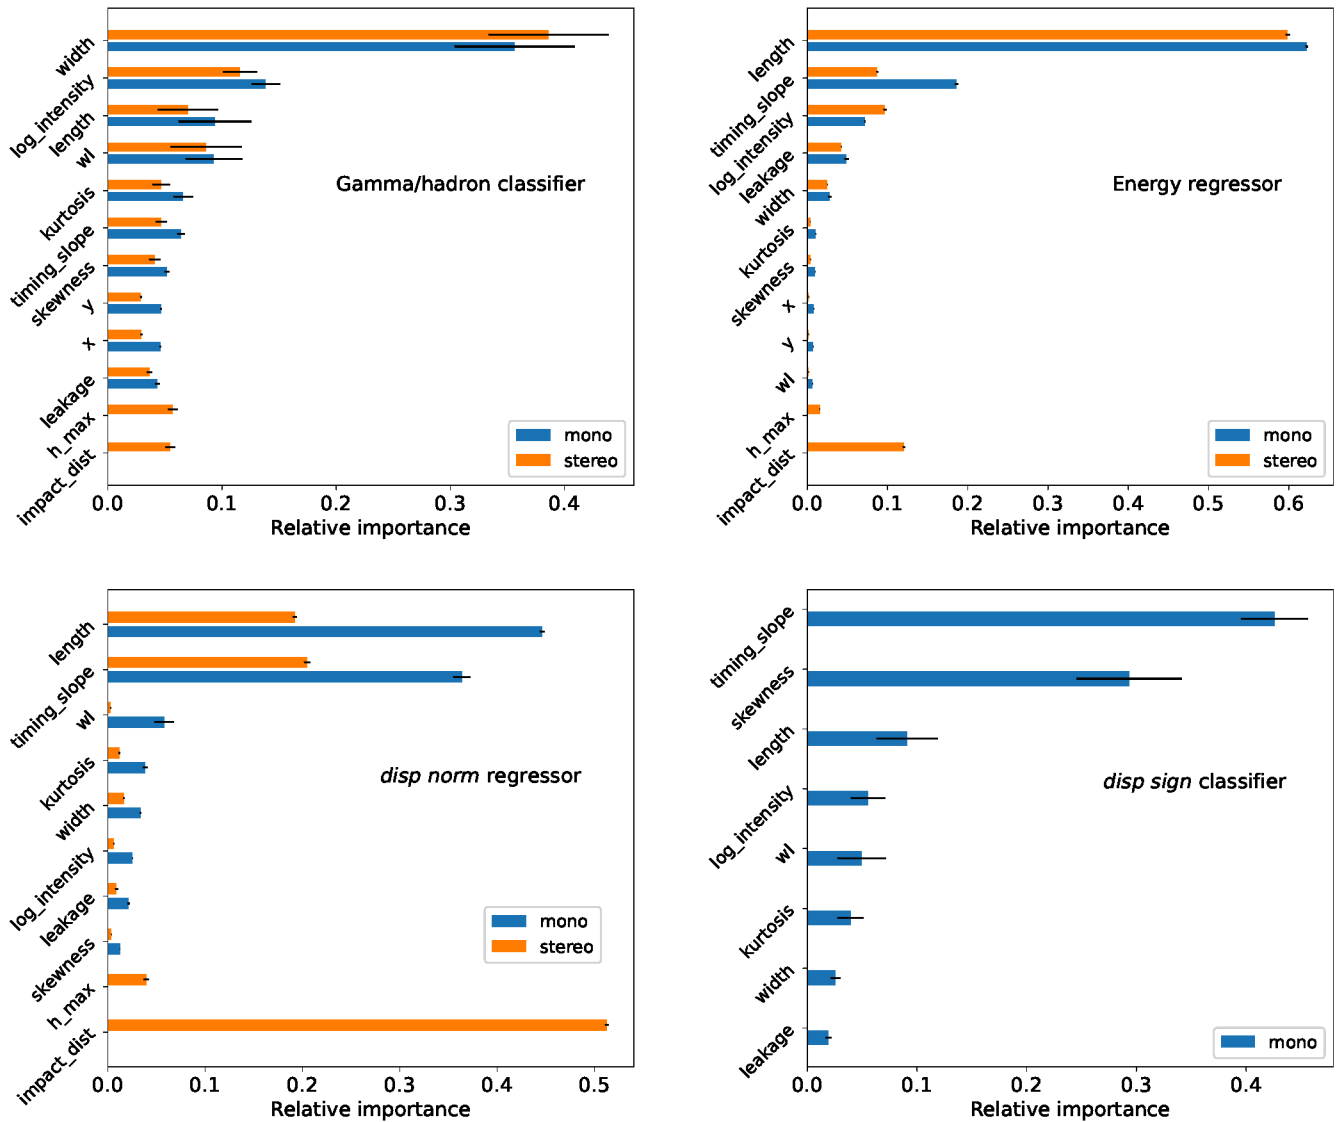 width
log_intensity
length
wl
kurtosis
timing_slope
skewness
y
x
leakage
h_max
impact_dist
Gamma/hadron classifier
mono
stereo
0.0 0.1 0.2 0.3 0.4
Relative importance
length
timing_slope
log_intensity
leakage
width
kurtosis
skewness
x
y
wl
h_max
impact_dist
Energy regressor
mono
stereo
0.0 0.1 0.2 0.3 0.4 0.5 0.6
Relative importance
length
timing_slope
wl
kurtosis
width
log_intensity
leakage
skewness
h_max
impact_dist
disp norm regressor
mono
stereo
0.0 0.1 0.2 0.3 0.4 0.5
Relative importance
timing_slope
skewness
length
log_intensity
wl
kurtosis
width
leakage
disp sign classifier
mono
0.0 0.1 0.2 0.3 0.4
Relative importance